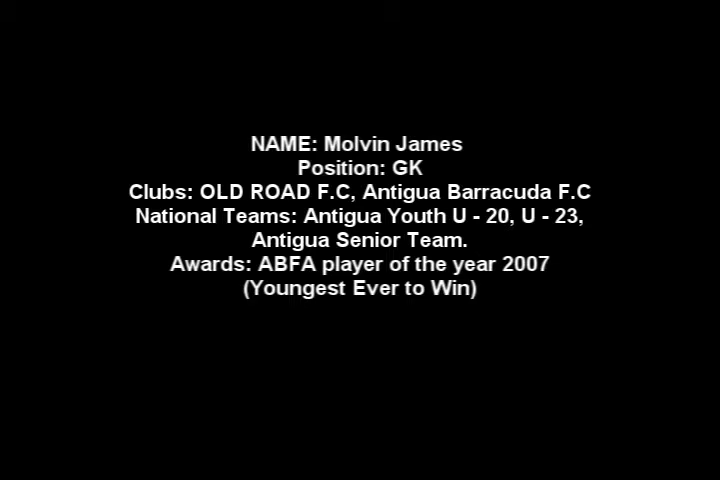 NAME: Molvin James
Position: GK
Clubs: OLD ROAD F.C, Antigua Barracuda F.C
National Teams: Antigua Youth U - 20, U - 23,
Antigua Senior Team.
Awards: ABFA player of the year 2007
(Youngest Ever to Win)